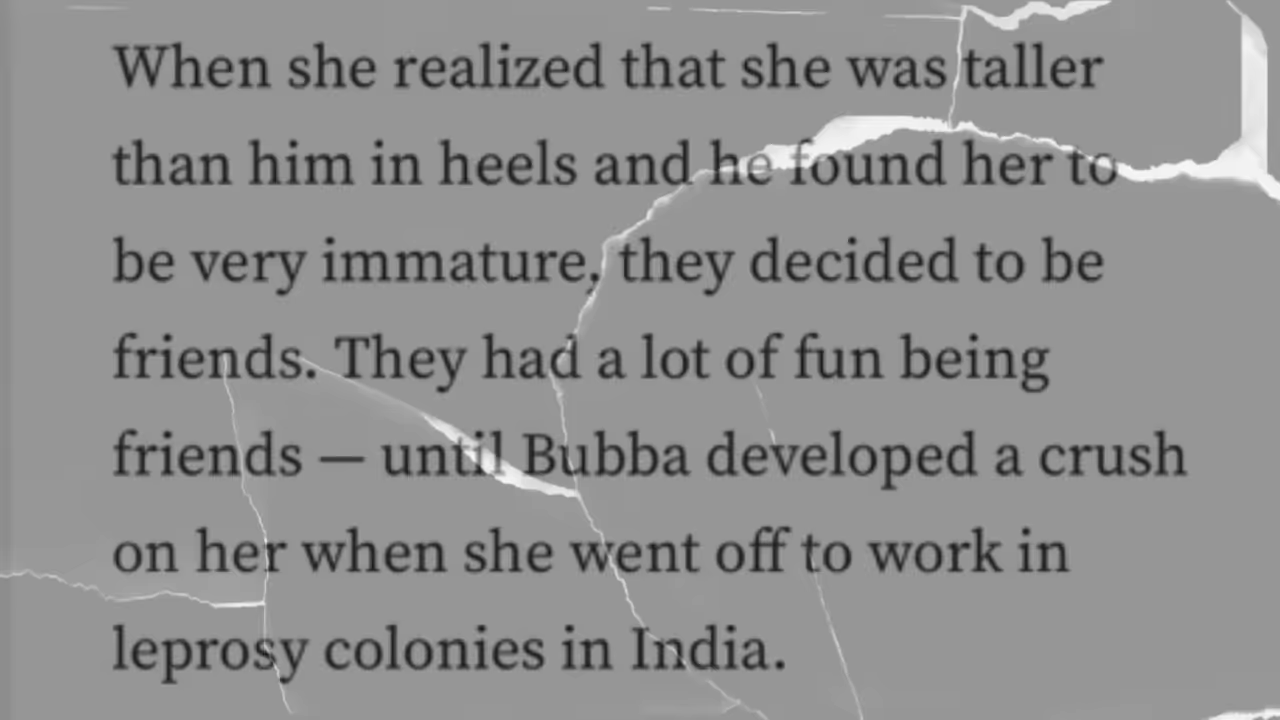 When she realized that she was taller
than him in heels and he found her to
be very immature, they decided to be
friends. They had a lot of fun being
friends — until Bubba developed a crush
on her when she went off to work in
leprosy colonies in India.